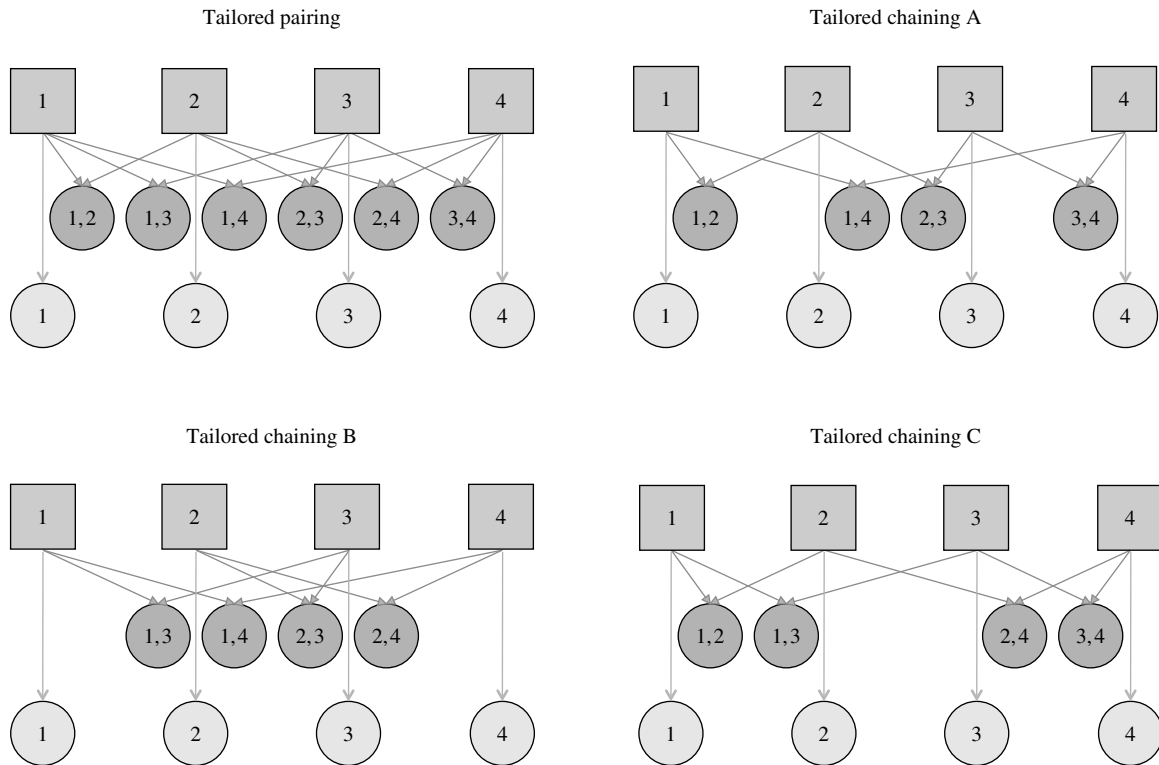 Tailored pairing
1 2 3 4
1, 2 1, 3 1, 4 2, 3 2, 4 3, 4
1 2 3 4
Tailored chaining A
1 2 3 4
1, 2 1, 4 2, 3 3, 4
1 2 3 4
Tailored chaining B
1 2 3 4
1, 3 1, 4 2, 3 2, 4
1 2 3 4
Tailored chaining C
1 2 3 4
1, 2 1, 3 2, 4 3, 4
1 2 3 4